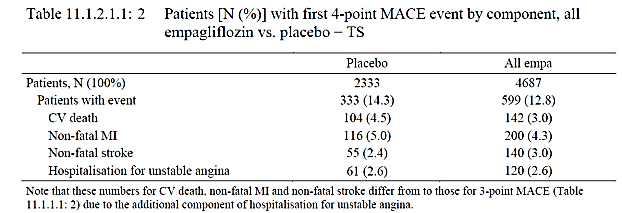 Table 11.1.2.1.1: 2 Patients [N (%)] with first 4-point MACE event by component, all
empagliflozin vs. placebo – TS
Placebo All empa
Patients, N (100%) 2333 4687
Patients with event 333 (14.3) 599 (12.8)
CV death 104 (4.5) 142 (3.0)
Non-fatal MI 116 (5.0) 200 (4.3)
Non-fatal stroke 55 (2.4) 140 (3.0)
Hospitalisation for unstable angina 61 (2.6) 120 (2.6)
Note that these numbers for CV death, non-fatal MI and non-fatal stroke differ from to those for 3-point MACE (Table
11.1.1.1: 2) due to the additional component of hospitalisation for unstable angina.